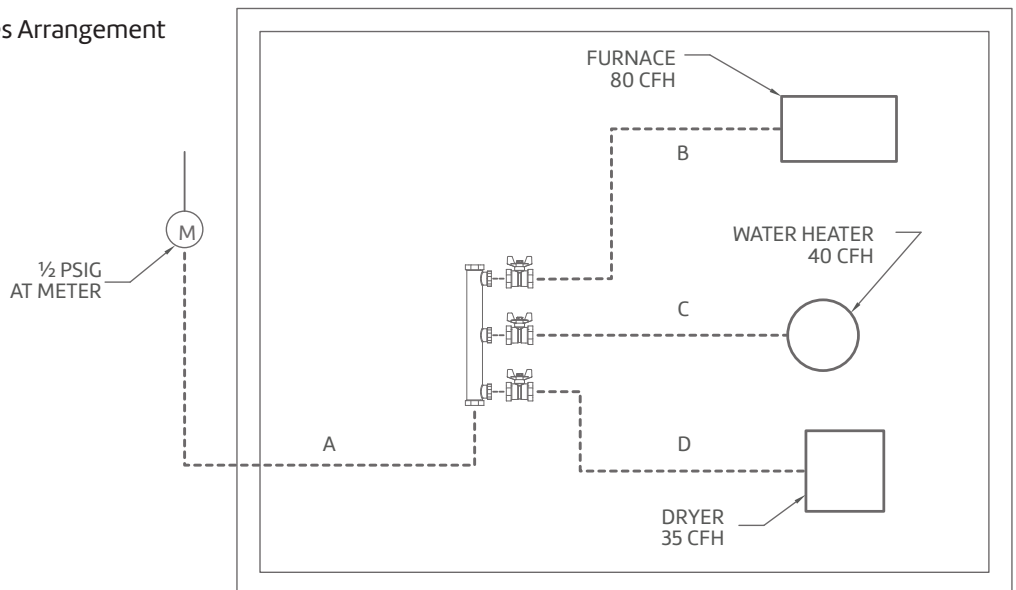 Arrangement
FURNACE
80 CFH
B
M
WATER HEATER
40 CFH
½ PSIG
AT METER
C
A
D
DRYER
35 CFH